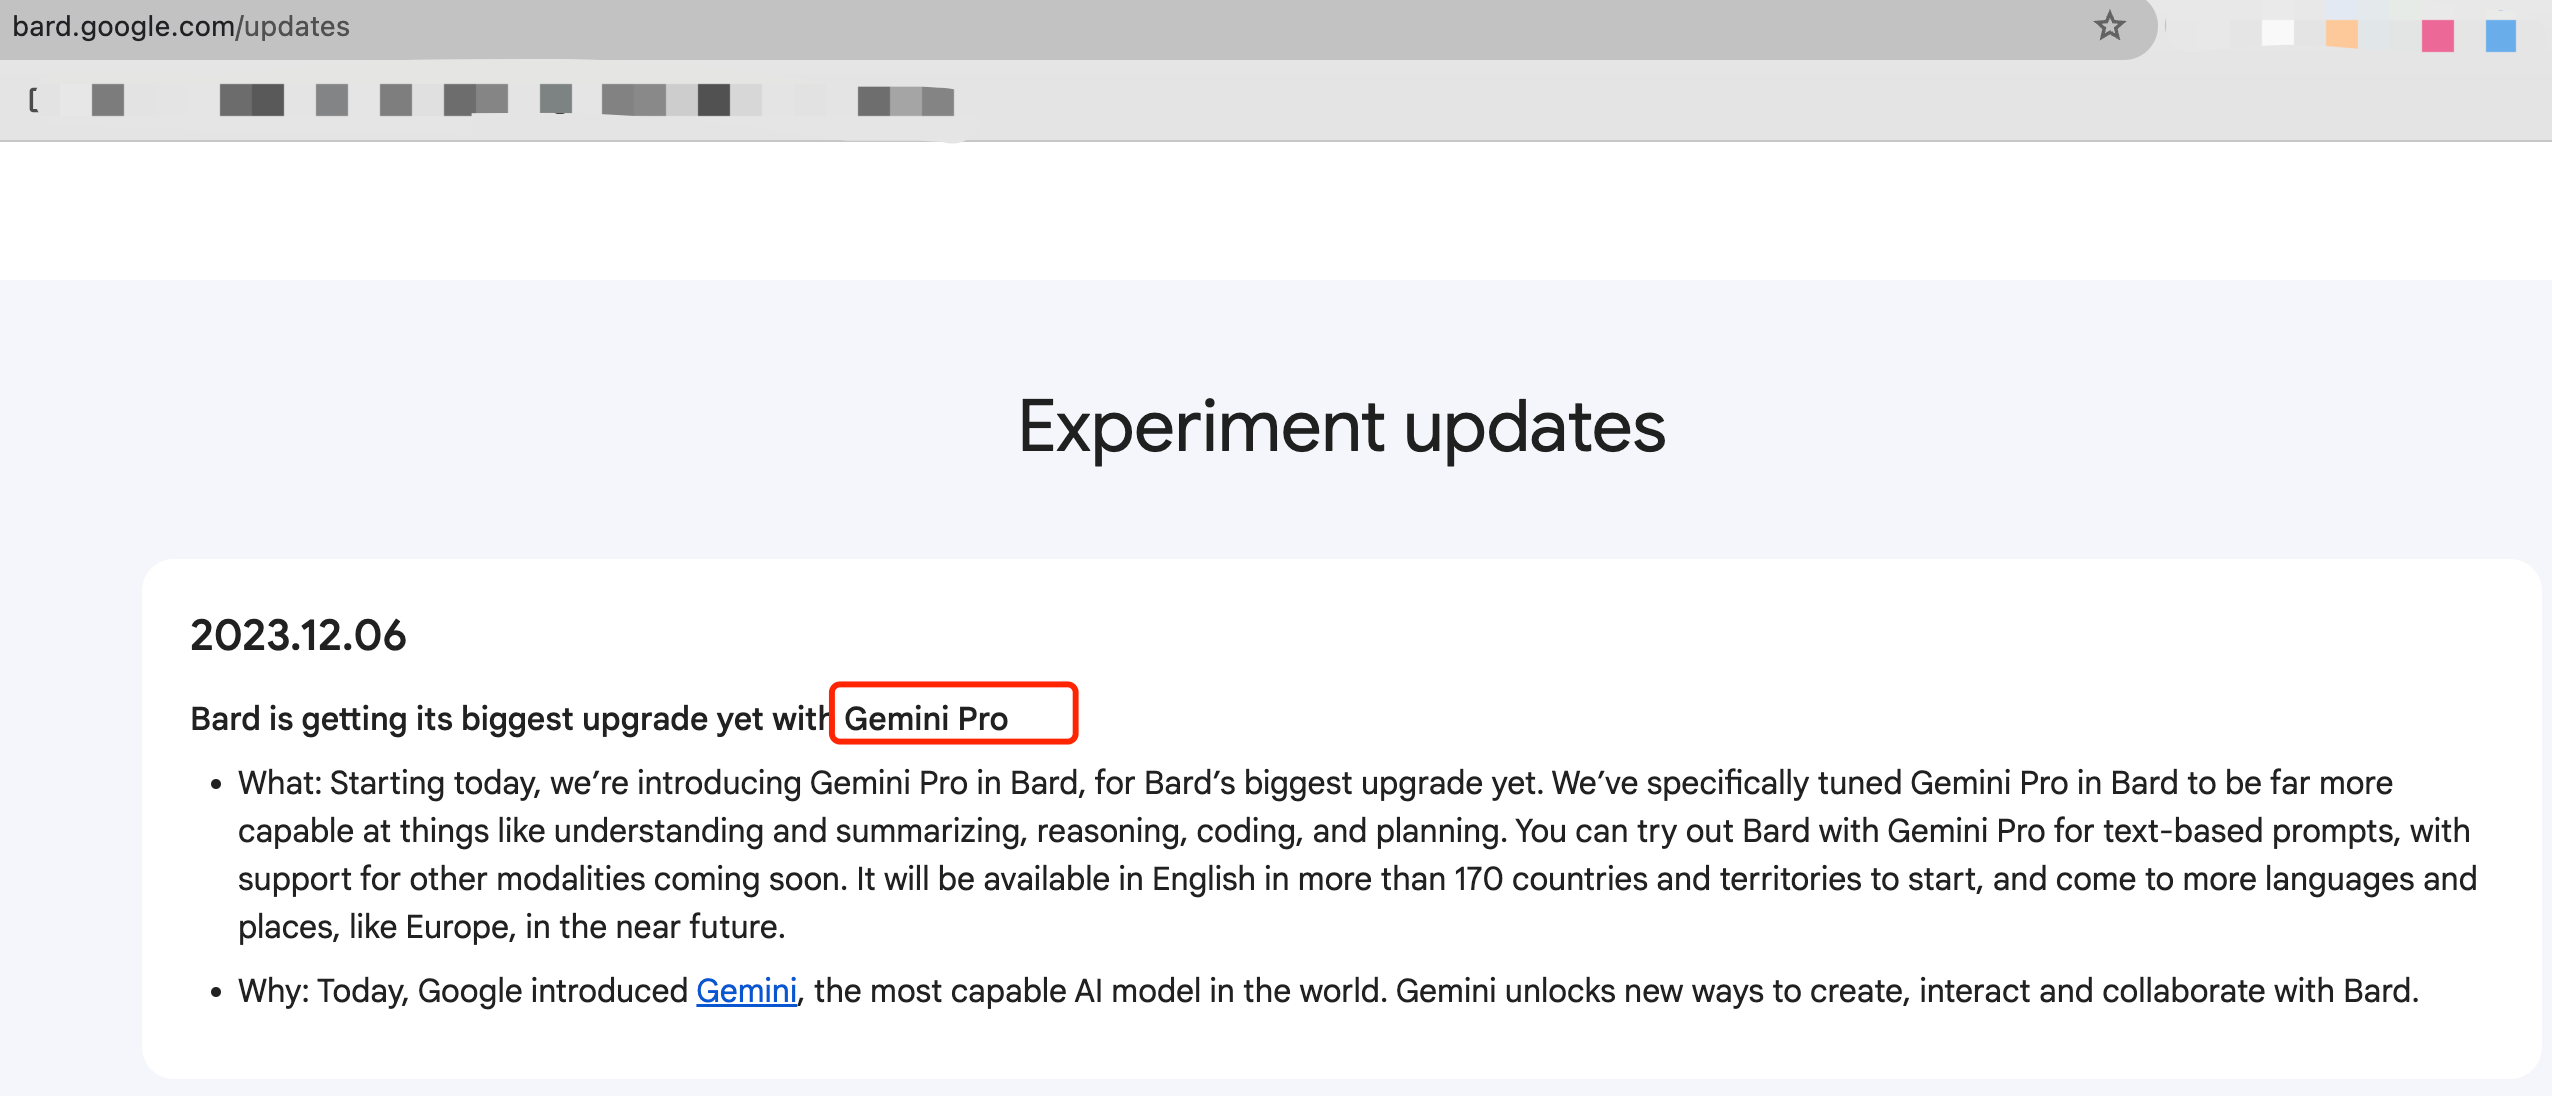 bard.google.com/updates
Experiment updates
2023.12.06
Bard is getting its biggest upgrade yet with Gemini Pro
• What: Starting today, we’re introducing Gemini Pro in Bard, for Bard’s biggest upgrade yet. We’ve specifically tuned Gemini Pro in Bard to be far more
capable at things like understanding and summarizing, reasoning, coding, and planning. You can try out Bard with Gemini Pro for text-based prompts, with
support for other modalities coming soon. It will be available in English in more than 170 countries and territories to start, and come to more languages and
places, like Europe, in the near future.
• Why: Today, Google introduced Gemini, the most capable AI model in the world. Gemini unlocks new ways to create, interact and collaborate with Bard.